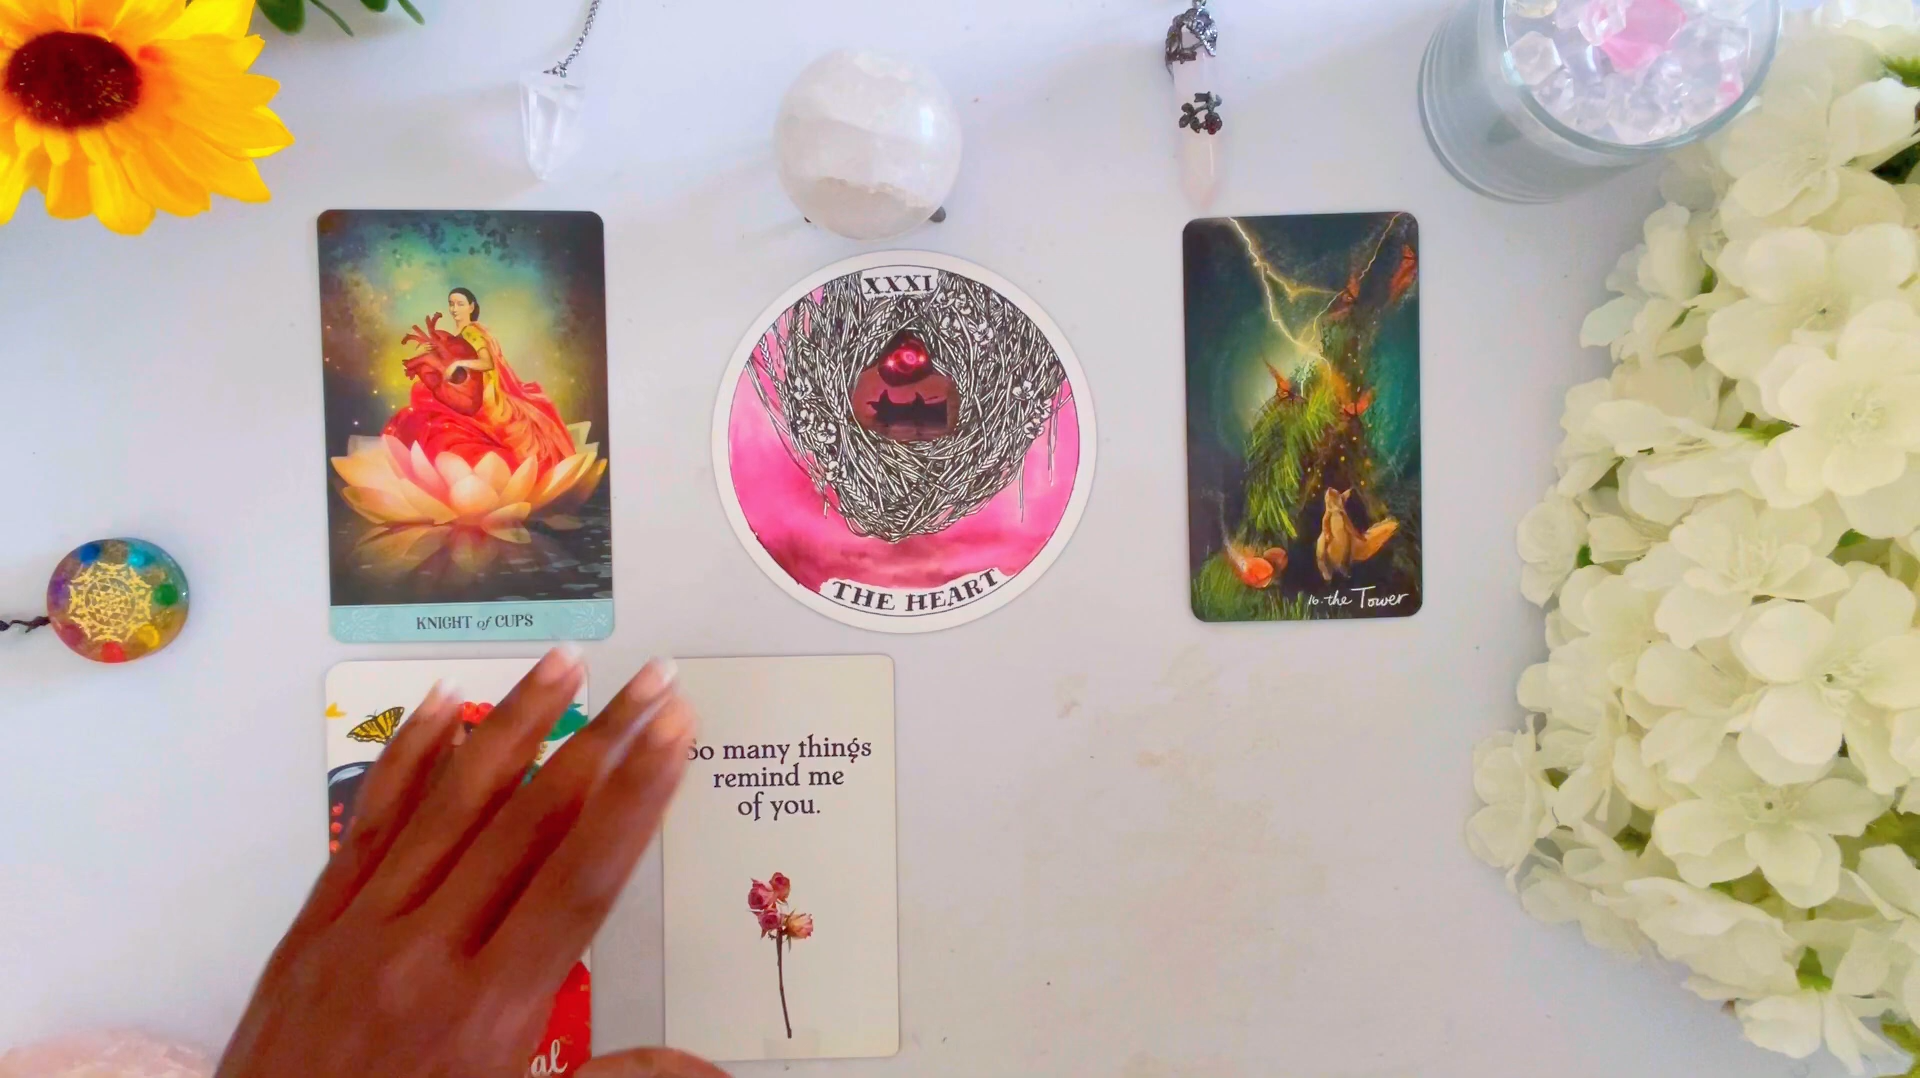 KNIGHT of CUPS
XXXI
THE HEART
16. the Tower
So many things
remind me
of you.